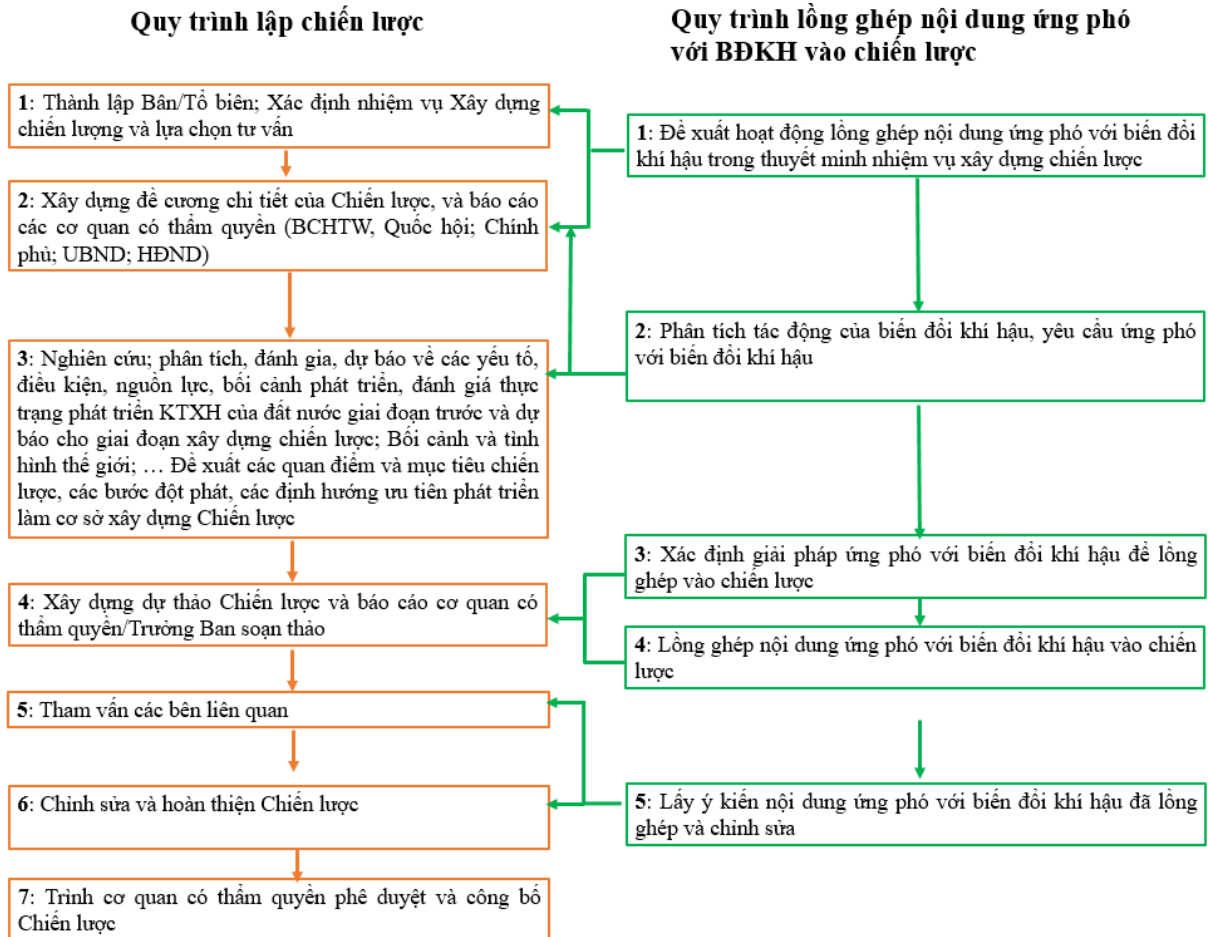 Quy trình lập chiến lược
1: Thành lập Bân/Tổ biên; Xác định nhiệm vụ Xây dựng
chiến lượng và lựa chọn tư vấn
2: Xây dựng đề cương chi tiết của Chiến lược, và báo cáo
các cơ quan có thẩm quyền (BCHTW, Quốc hội; Chính
phủ; UBND; HĐND)
3: Nghiên cứu; phân tích, đánh gia, dự báo về các yếu tố,
điều kiện, nguồn lực, bối cảnh phát triển, đánh giá thực
trạng phát triển KTXH của đất nước giai đoạn trước và dự
báo cho giai đoạn xây dựng chiến lược; Bối cảnh và tình
hình thế giới; … Đề xuất các quan điểm và mục tiêu chiến
lược, các bước đột phát, các định hướng ưu tiên phát triển
làm cơ sở xây dựng Chiến lược
4: Xây dựng dự thảo Chiến lược và báo cáo cơ quan có
thẩm quyền/Trưởng Ban soạn thảo
5: Tham vấn các bên liên quan
6: Chỉnh sửa và hoàn thiện Chiến lược
7: Trình cơ quan có thẩm quyền phê duyệt và công bố
Chiến lược
Quy trình lồng ghép nội dung ứng phó
với BĐKH vào chiến lược
1: Đề xuất hoạt động lồng ghép nội dung ứng phó với biến đổi
khí hậu trong thuyết minh nhiệm vụ xây dựng chiến lược
2: Phân tích tác động của biến đổi khí hậu, yêu cầu ứng phó
với biến đổi khí hậu
3: Xác định giải pháp ứng phó với biến đổi khí hậu để lồng
ghép vào chiến lược
4: Lồng ghép nội dung ứng phó với biến đổi khí hậu vào chiến
lược
5: Lấy ý kiến nội dung ứng phó với biến đổi khí hậu đã lồng
ghép và chỉnh sửa